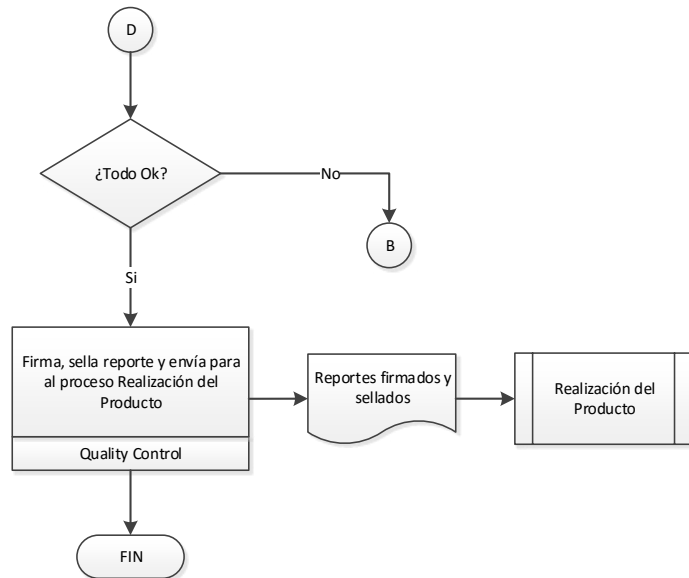 D
¿Todo Ok?
No
B
Si
Firma, sella reporte y envía para
al proceso Realización del
Producto
Quality Control
Reportes firmados y
sellados
Realización del
Producto
FIN